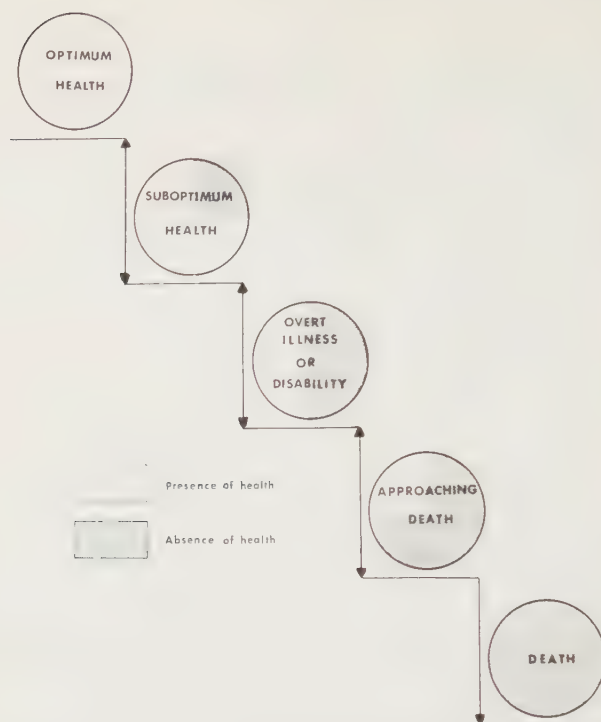 OPTIMUM
HEALTH
SUBOPTIMUM
HEALTH
OVERT
ILLNESS
OR
DISABILITY
Presence of health
Absence of health
APPROACHING
DEATH
DEATH